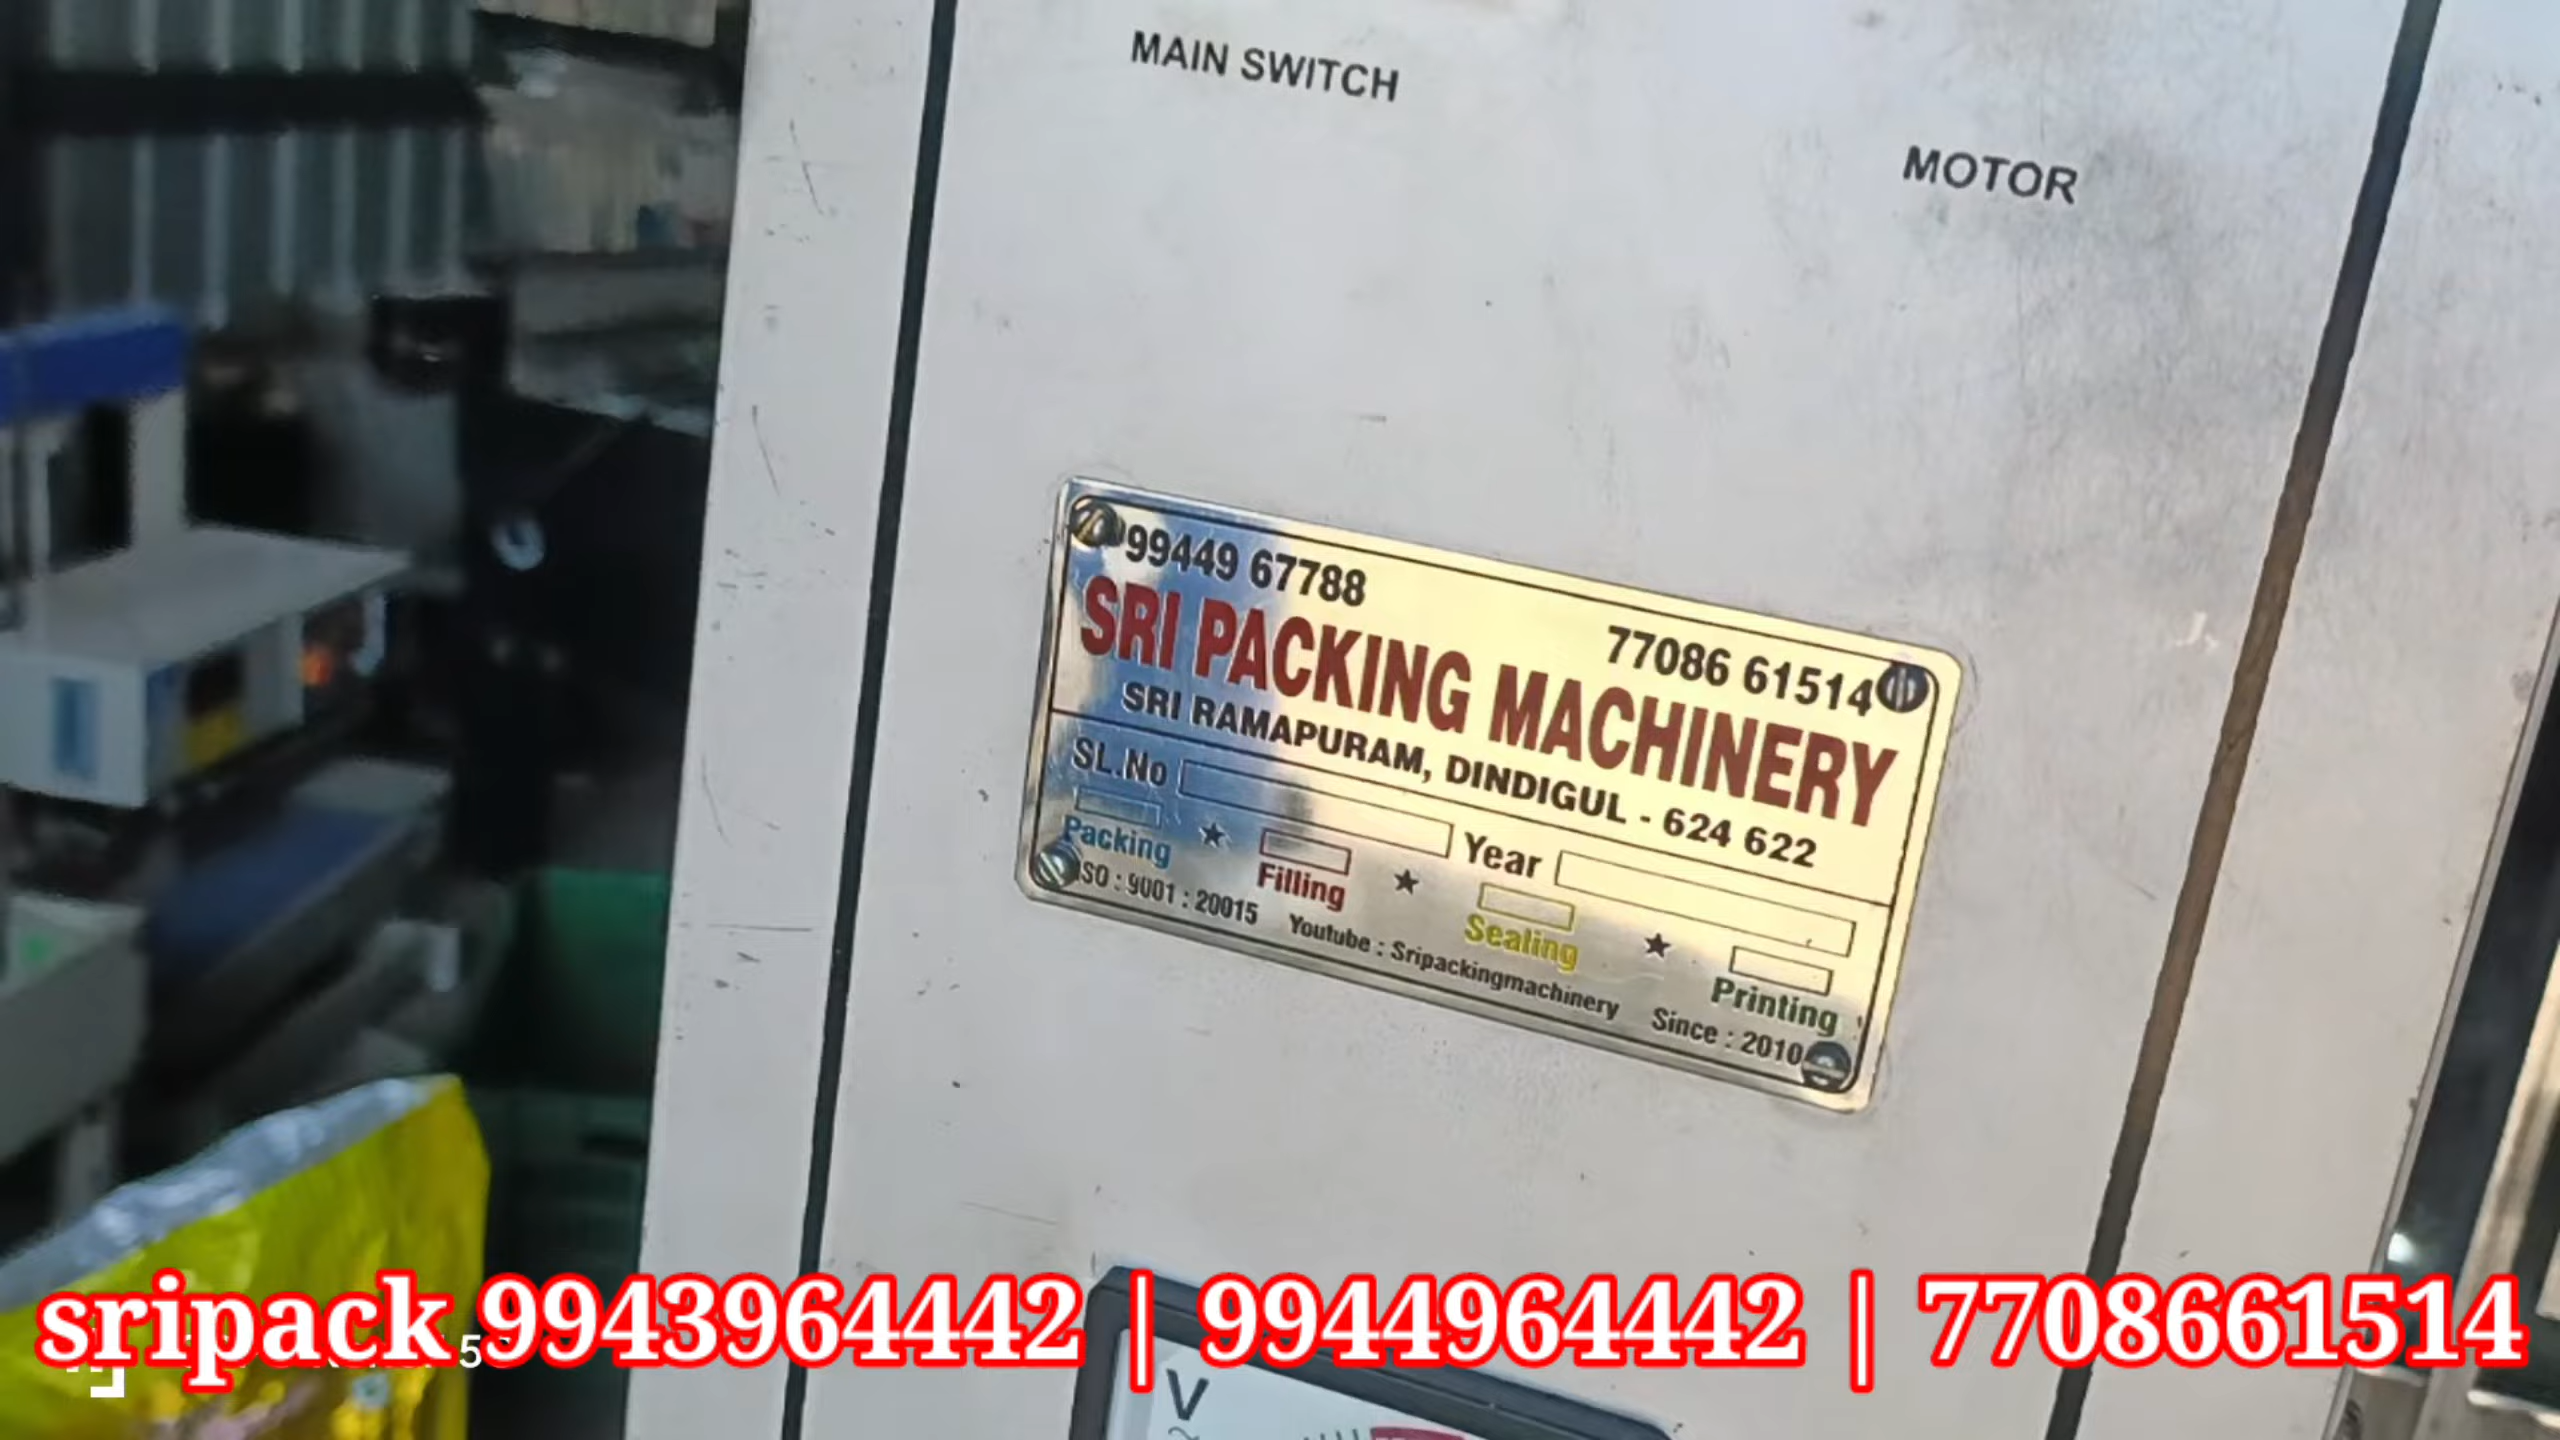 MAIN SWITCH
MOTOR
99449 67788
77086 61514
SRI PACKING MACHINERY
SRI RAMAPURAM, DINDIGUL - 624 622
SL.No
Year
Packing ★ Filling ★ Sealing ★ Printing
ISO : 9001 : 20015 Youtube : Sripackingmachinery Since : 2010
sripack 9943964442 | 9944964442 | 7708661514
V